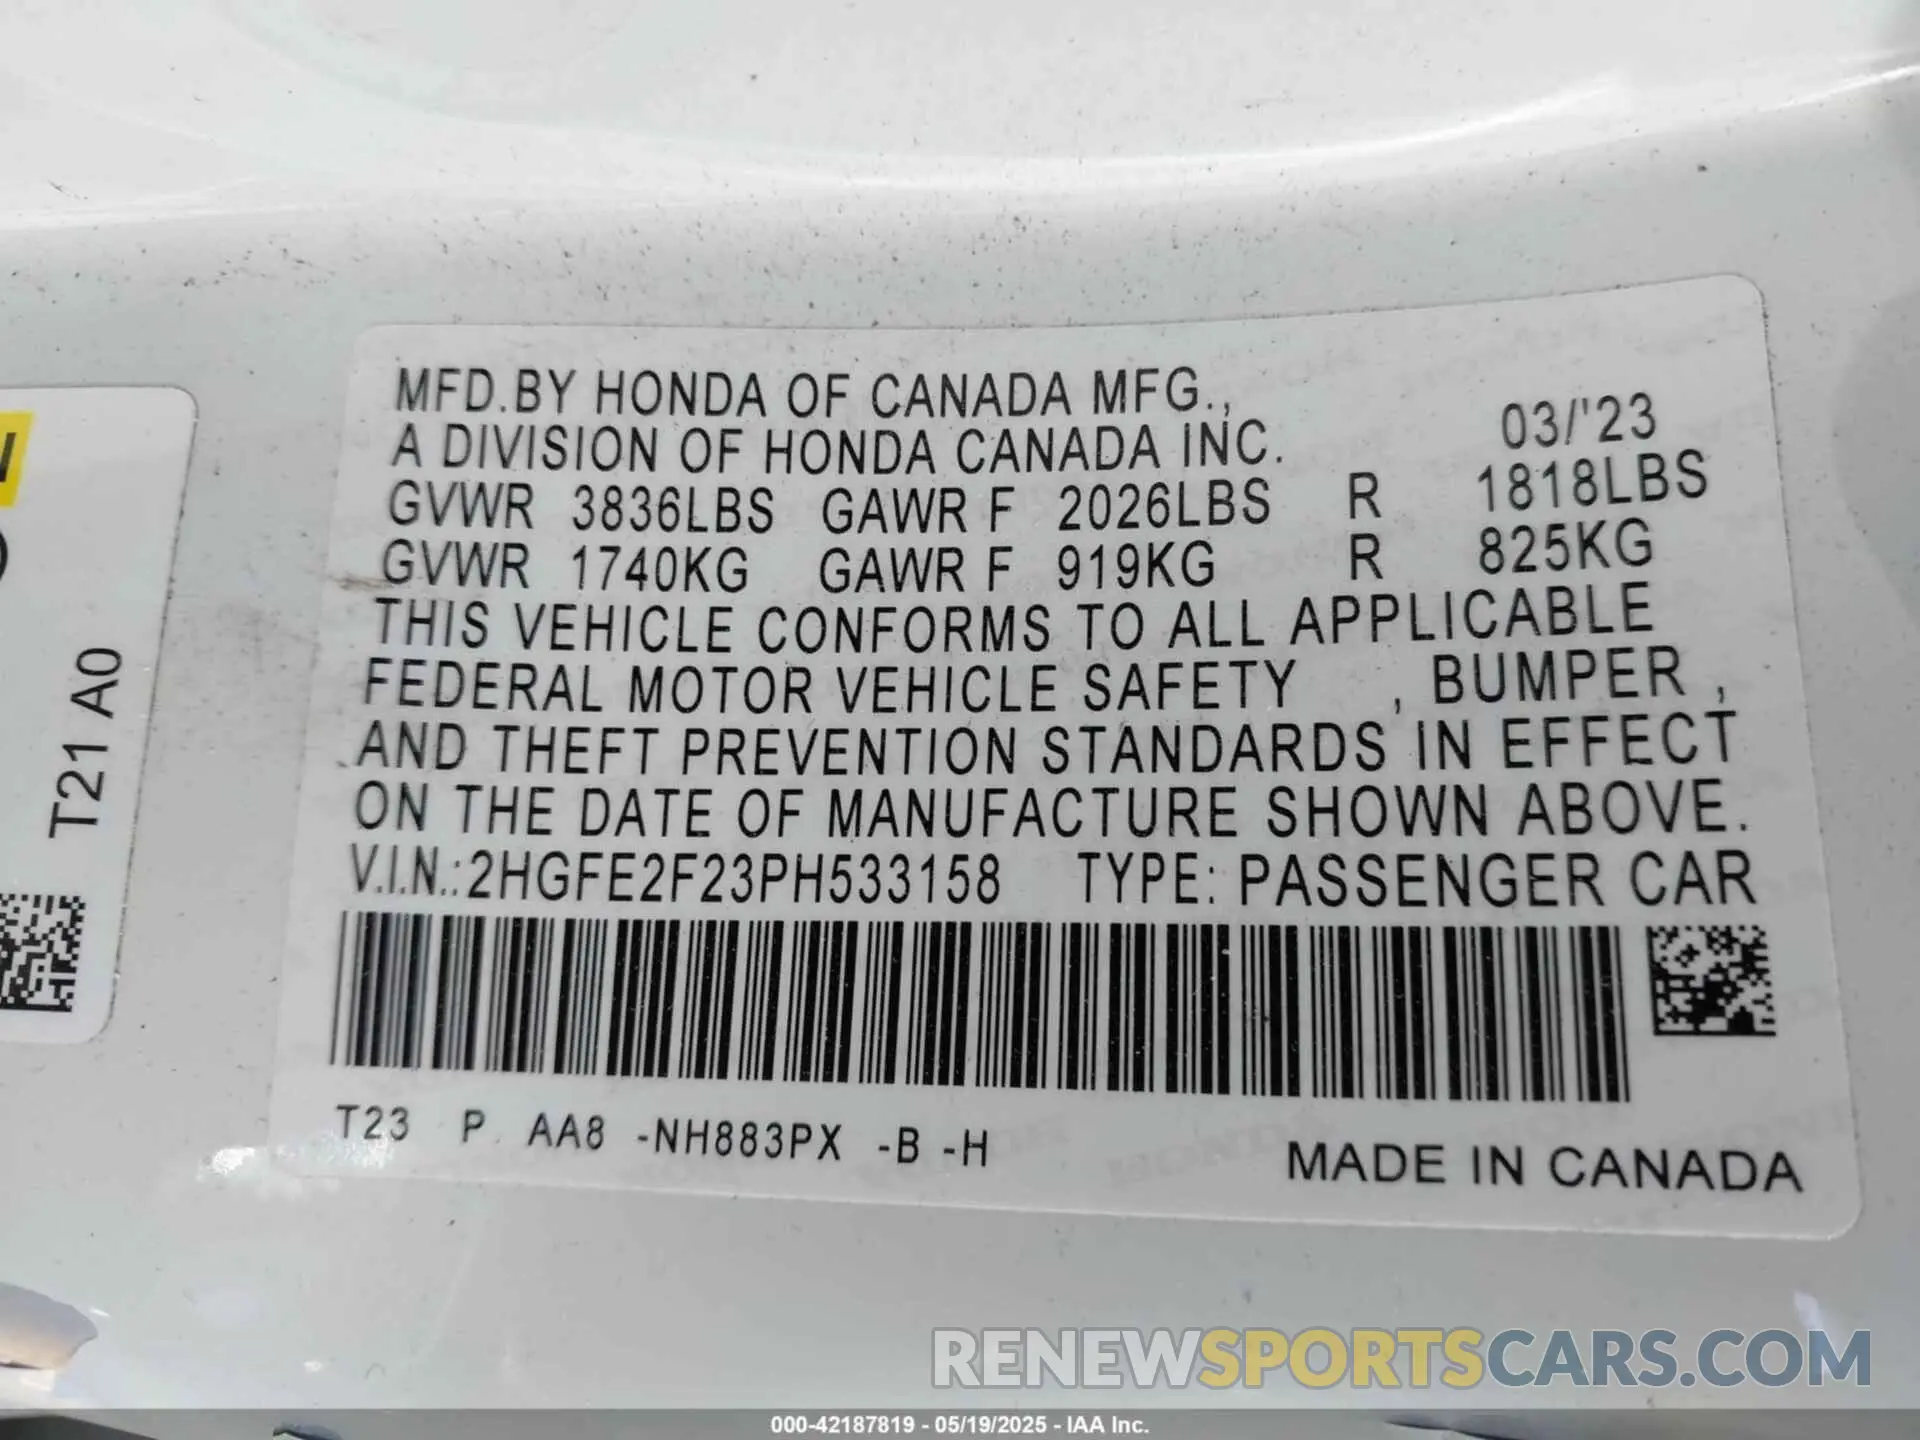 MFD.BY HONDA OF CANADA MFG.,
A DIVISION OF HONDA CANADA INC. 03/'23
GVWR 3836LBS GAWR F 2026LBS R 1818LBS
GVWR 1740KG GAWR F 919KG R 825KG
THIS VEHICLE CONFORMS TO ALL APPLICABLE
FEDERAL MOTOR VEHICLE SAFETY , BUMPER ,
AND THEFT PREVENTION STANDARDS IN EFFECT
ON THE DATE OF MANUFACTURE SHOWN ABOVE.
V.I.N.:2HGFE2F23PH533158 TYPE: PASSENGER CAR
T23 P AA8 -NH883PX -B -H
MADE IN CANADA
T21 A0
RENEWSPORTSCARS.COM
000-42187819 - 05/19/2025 - IAA Inc.